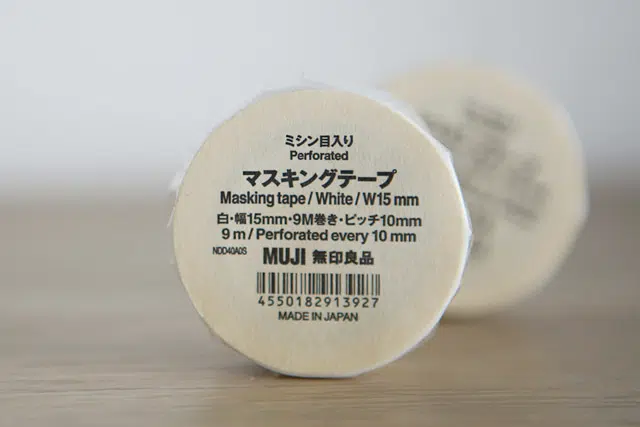 ミシン目入り
Perforated
マスキングテープ
Masking tape / White / W15 mm
白・幅15mm・9M巻き・ピッチ10mm
9 m / Perforated every 10 mm
NDD40A0S MUJI 無印良品
4550182913927
MADE IN JAPAN